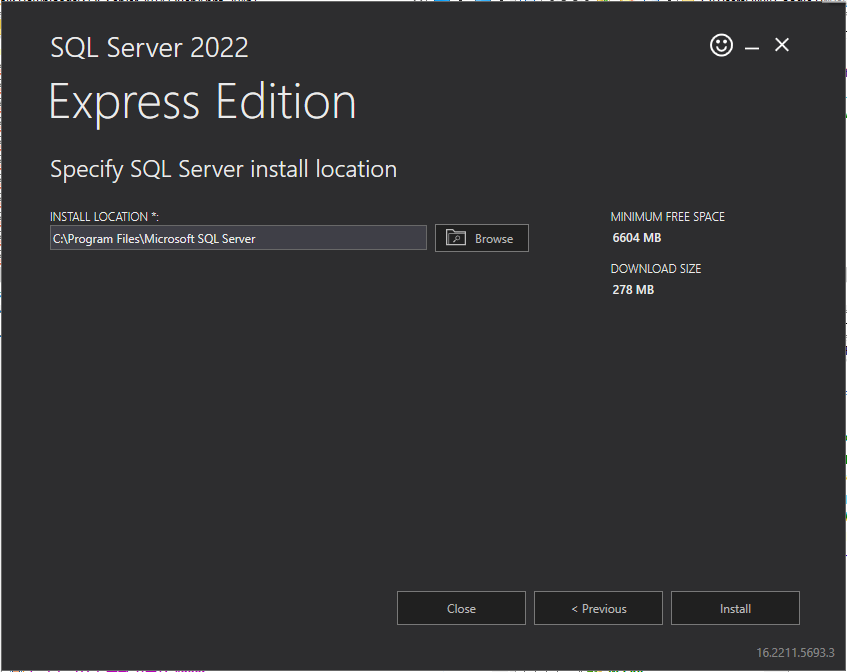 SQL Server 2022
Express Edition
Specify SQL Server install location
INSTALL LOCATION *:
C:\Program Files\Microsoft SQL Server
Browse
MINIMUM FREE SPACE
6604 MB
DOWNLOAD SIZE
278 MB
Close
< Previous
Install
16.2211.5693.3